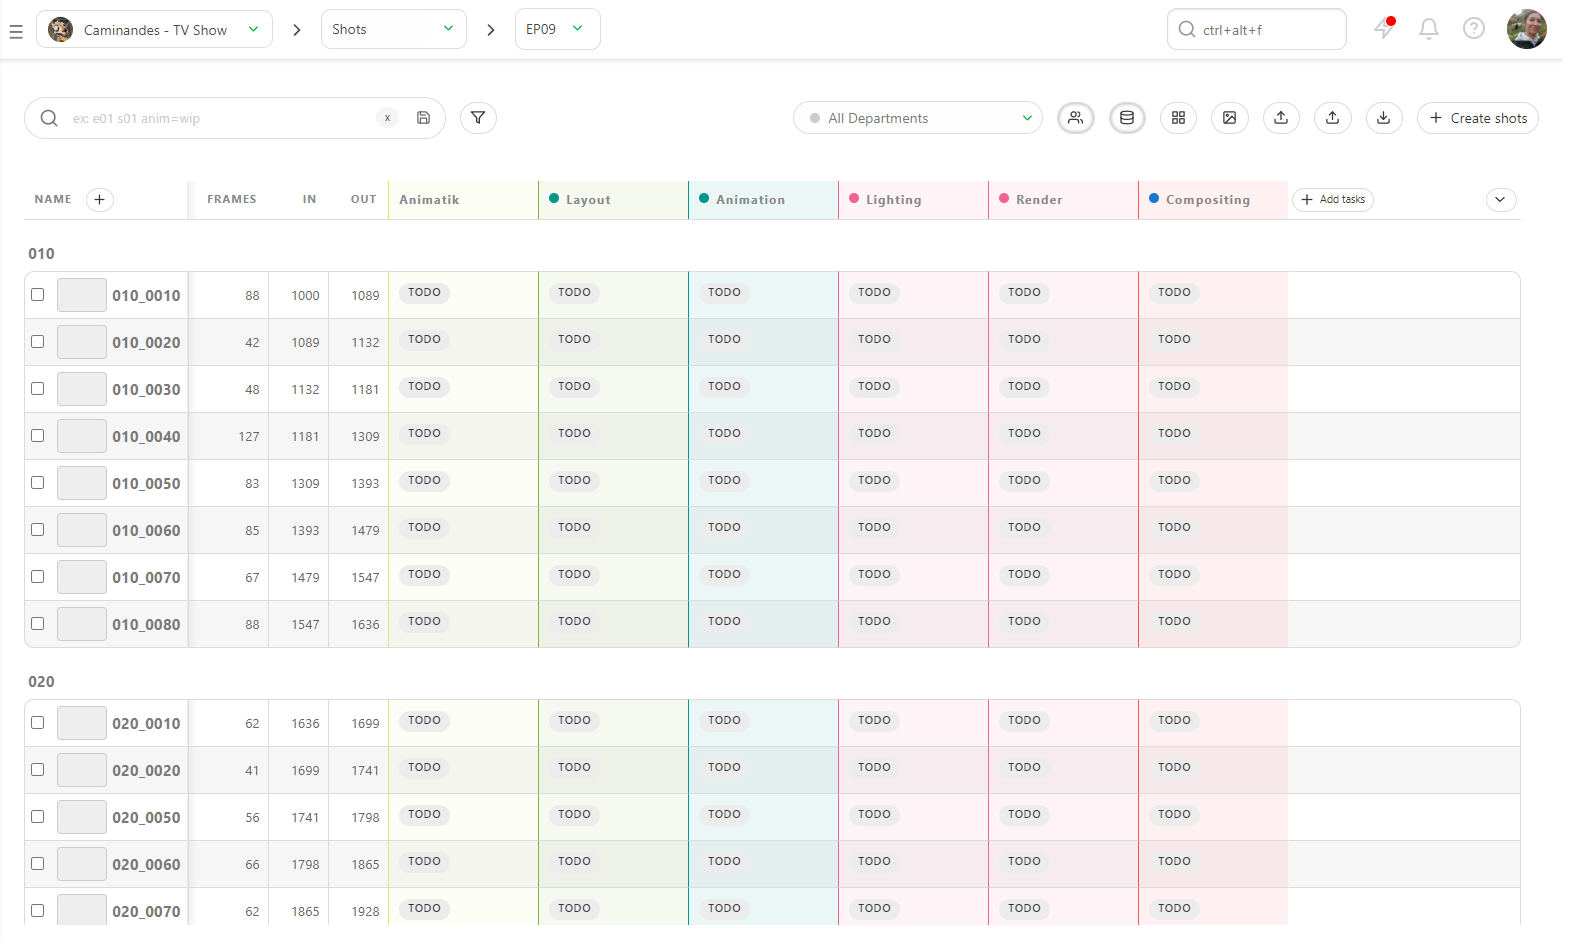 Caminandes - TV Show Shots EP09 ctrl+alt+f
ex: e01 s01 anim=wip x All Departments Create shots
NAME FRAMES IN OUT Animatik Layout Animation Lighting Render Compositing Add tasks
010
010_0010 88 1000 1089 TODO TODO TODO TODO TODO TODO
010_0020 42 1089 1132 TODO TODO TODO TODO TODO TODO
010_0030 48 1132 1181 TODO TODO TODO TODO TODO TODO
010_0040 127 1181 1309 TODO TODO TODO TODO TODO TODO
010_0050 83 1309 1393 TODO TODO TODO TODO TODO TODO
010_0060 85 1393 1479 TODO TODO TODO TODO TODO TODO
010_0070 67 1479 1547 TODO TODO TODO TODO TODO TODO
010_0080 88 1547 1636 TODO TODO TODO TODO TODO TODO
020
020_0010 62 1636 1699 TODO TODO TODO TODO TODO TODO
020_0020 41 1699 1741 TODO TODO TODO TODO TODO TODO
020_0050 56 1741 1798 TODO TODO TODO TODO TODO TODO
020_0060 66 1798 1865 TODO TODO TODO TODO TODO TODO
020_0070 62 1865 1928 TODO TODO TODO TODO TODO TODO